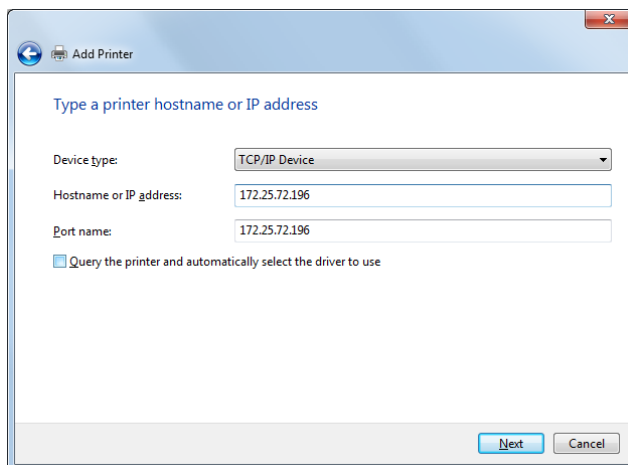 Add Printer
Type a printer hostname or IP address
Device type: TCP/IP Device
Hostname or IP address: 172.25.72.196
Port name: 172.25.72.196
Query the printer and automatically select the driver to use
Next Cancel